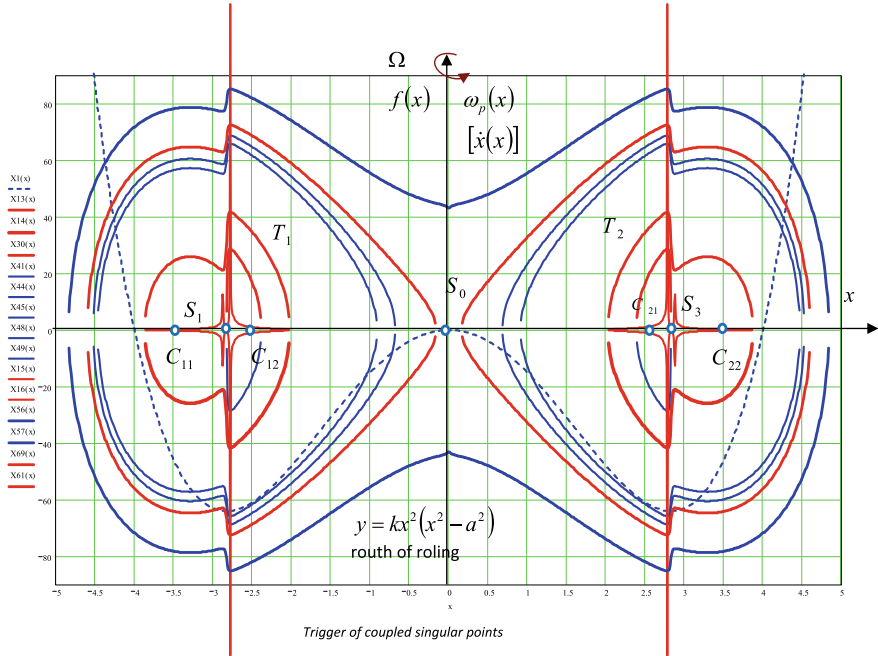 Ω
f(x) ω_p(x)
[ẋ(x)]
80
60
40
20
0
−20
−40
−60
−80
X1(x)
X13(x)
X14(x)
X30(x)
X41(x)
X44(x)
X45(x)
X48(x)
X49(x)
X15(x)
X16(x)
X56(x)
X57(x)
X69(x)
X61(x)
T_1 T_2
S_1 S_0 C_21 S_3 x
C_11 C_12 C_22
y = kx^2(x^2 − a^2)
routh of roling
−5 −4.5 −4 −3.5 −3 −2.5 −2 −1.5 −1 −0.5 0 0.5 1 1.5 2 2.5 3 3.5 4 4.5 5
x
Trigger of coupled singular points